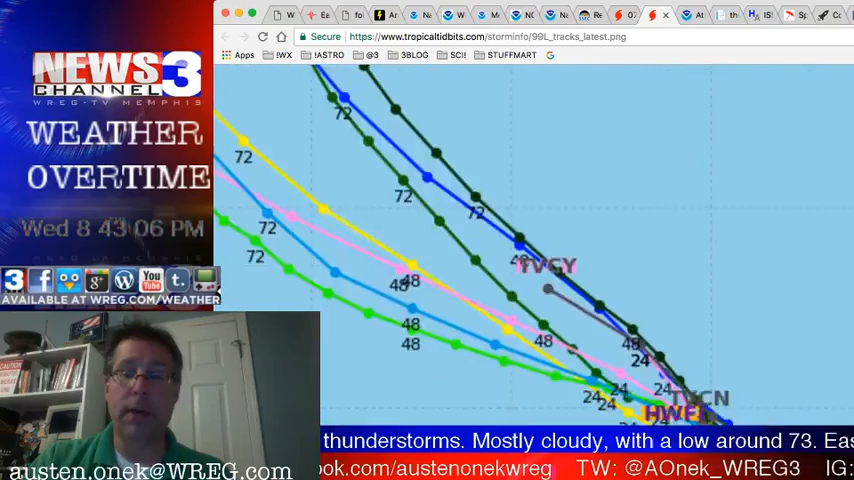 NEWS
CHANNEL 3
WREG-TV MEMPHIS
WEATHER
OVERTIME
Wed 8 43 06 PM
AVAILABLE AT WREG.COM/WEATHER
You
Tube
austen.onek@WREG.com
Secure
https://www.tropicaltidbits.com/storminfo/99L_tracks_latest.png
Apps
!WX
!ASTRO
@3
3BLOG
SCI!
STUFFMART
72
72
72
72
72
72
48
TVCY
48
48
48
48
48
48
24
24
24
24
TVCN
HWFI
thunderstorms. Mostly cloudy, with a low around 73. Eas
ook.com/austenonekwreg
TW: @AOnek_WREG3
IG: